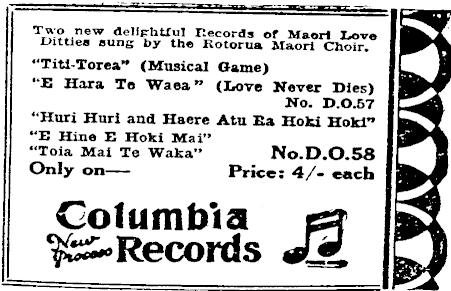 Two new delightful Records of Maori Love
Ditties sung by the Rotorua Maori Choir.
"Titi-Torea" (Musical Game)
"E Hara Te Waea" (Love Never Dies)
No. D.O.57
"Huri Huri and Haere Atu Ra Hoki Hoki"
"E Hine E Hoki Mai"
"Toia Mai Te Waka" No.D.O.58
Only on— Price: 4/- each
Columbia
New Process Records